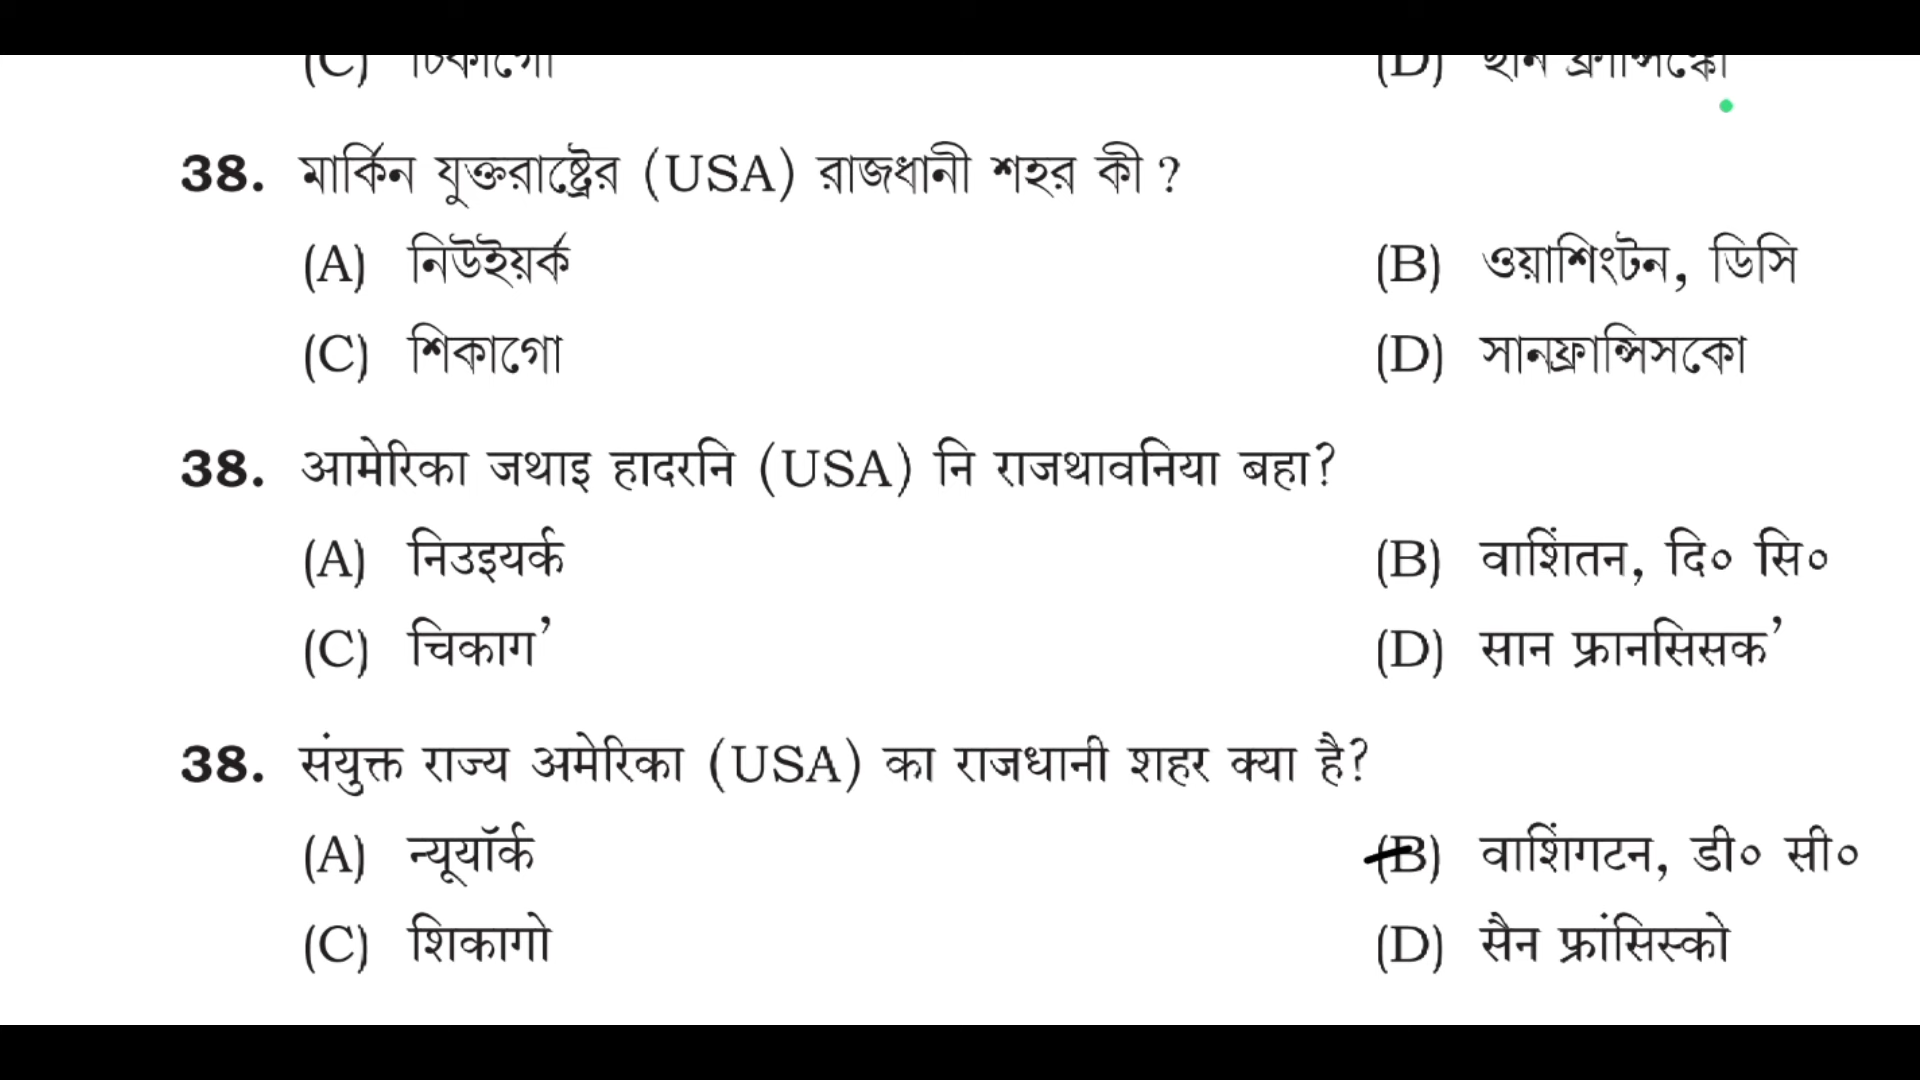 (C) চিকাগো (D) ছান ফ্রান্সিস্কো
38. মার্কিন যুক্তরাষ্ট্রের (USA) রাজধানী শহর কী ?
(A) নিউইয়র্ক (B) ওয়াশিংটন, ডিসি
(C) শিকাগো (D) সানফ্রান্সিসকো
38. आमेरिका जथाइ हादरनि (USA) नि राजथावनिया बहा?
(A) निउइयर्क (B) वाशिंतन, दि० सि०
(C) चिकाग’ (D) सान फ्रानसिसक’
38. संयुक्त राज्य अमेरिका (USA) का राजधानी शहर क्या है?
(A) न्यूयॉर्क (B) वाशिंगटन, डी० सी०
(C) शिकागो (D) सैन फ्रांसिस्को